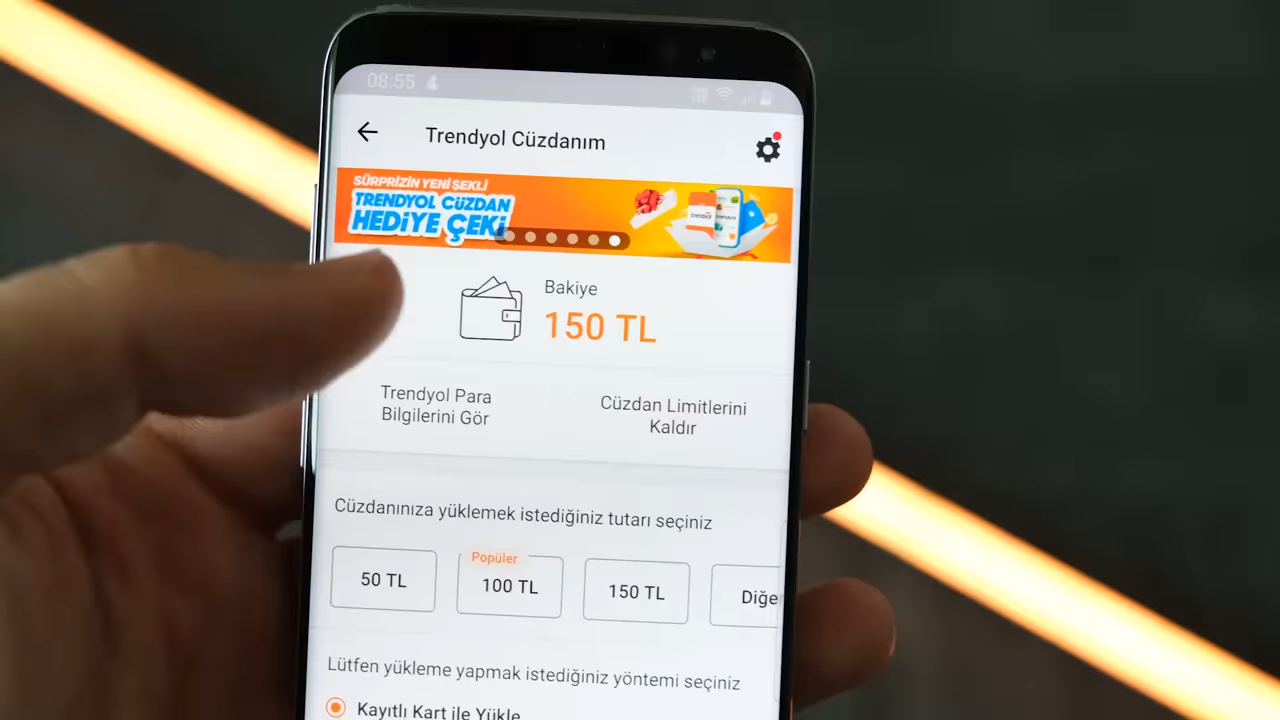 08:55
Trendyol Cüzdanım
SÜRPRİZİN YENİ ŞEKLİ
TRENDYOL CÜZDAN
HEDİYE ÇEKİ
trendyol
trendyol
Bakiye
150 TL
Trendyol Para
Bilgilerini Gör
Cüzdan Limitlerini
Kaldır
Cüzdanınıza yüklemek istediğiniz tutarı seçiniz
50 TL
Popüler
100 TL
150 TL
Diğe
Lütfen yükleme yapmak istediğiniz yöntemi seçiniz
Kayıtlı Kart ile Yükle